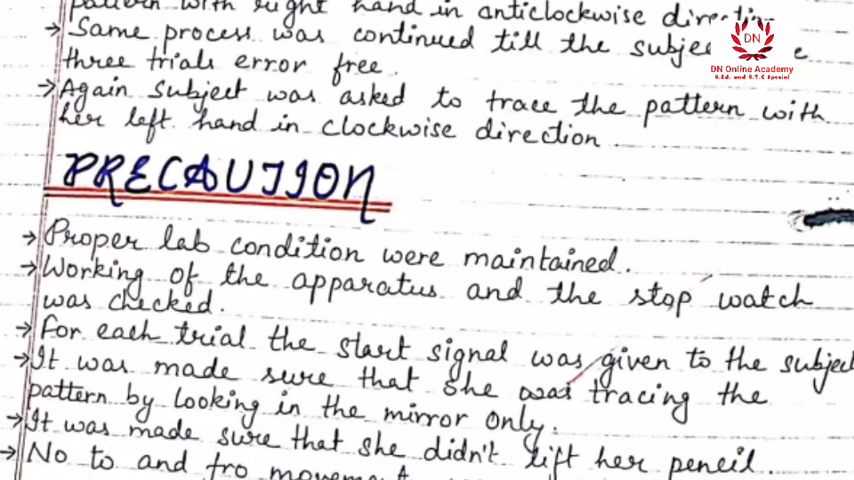 pattern with right hand in anticlockwise direction.
→ Same process was continued till the
three trials error free.
→ Again subject was asked to trace the pattern with
her left hand in clockwise direction.
PRECAUTION
→ Proper lab condition were maintained.
→ Working of the apparatus and the stop watch
was checked.
→ For each trial the start signal was given to the subject
→ It was made sure that she was tracing the
pattern by looking in the mirror only.
→ It was made sure that she didn't lift her pencil.
→ No to and fro movement
DN
DN Online Academy
B.Ed. and B.T.C Special